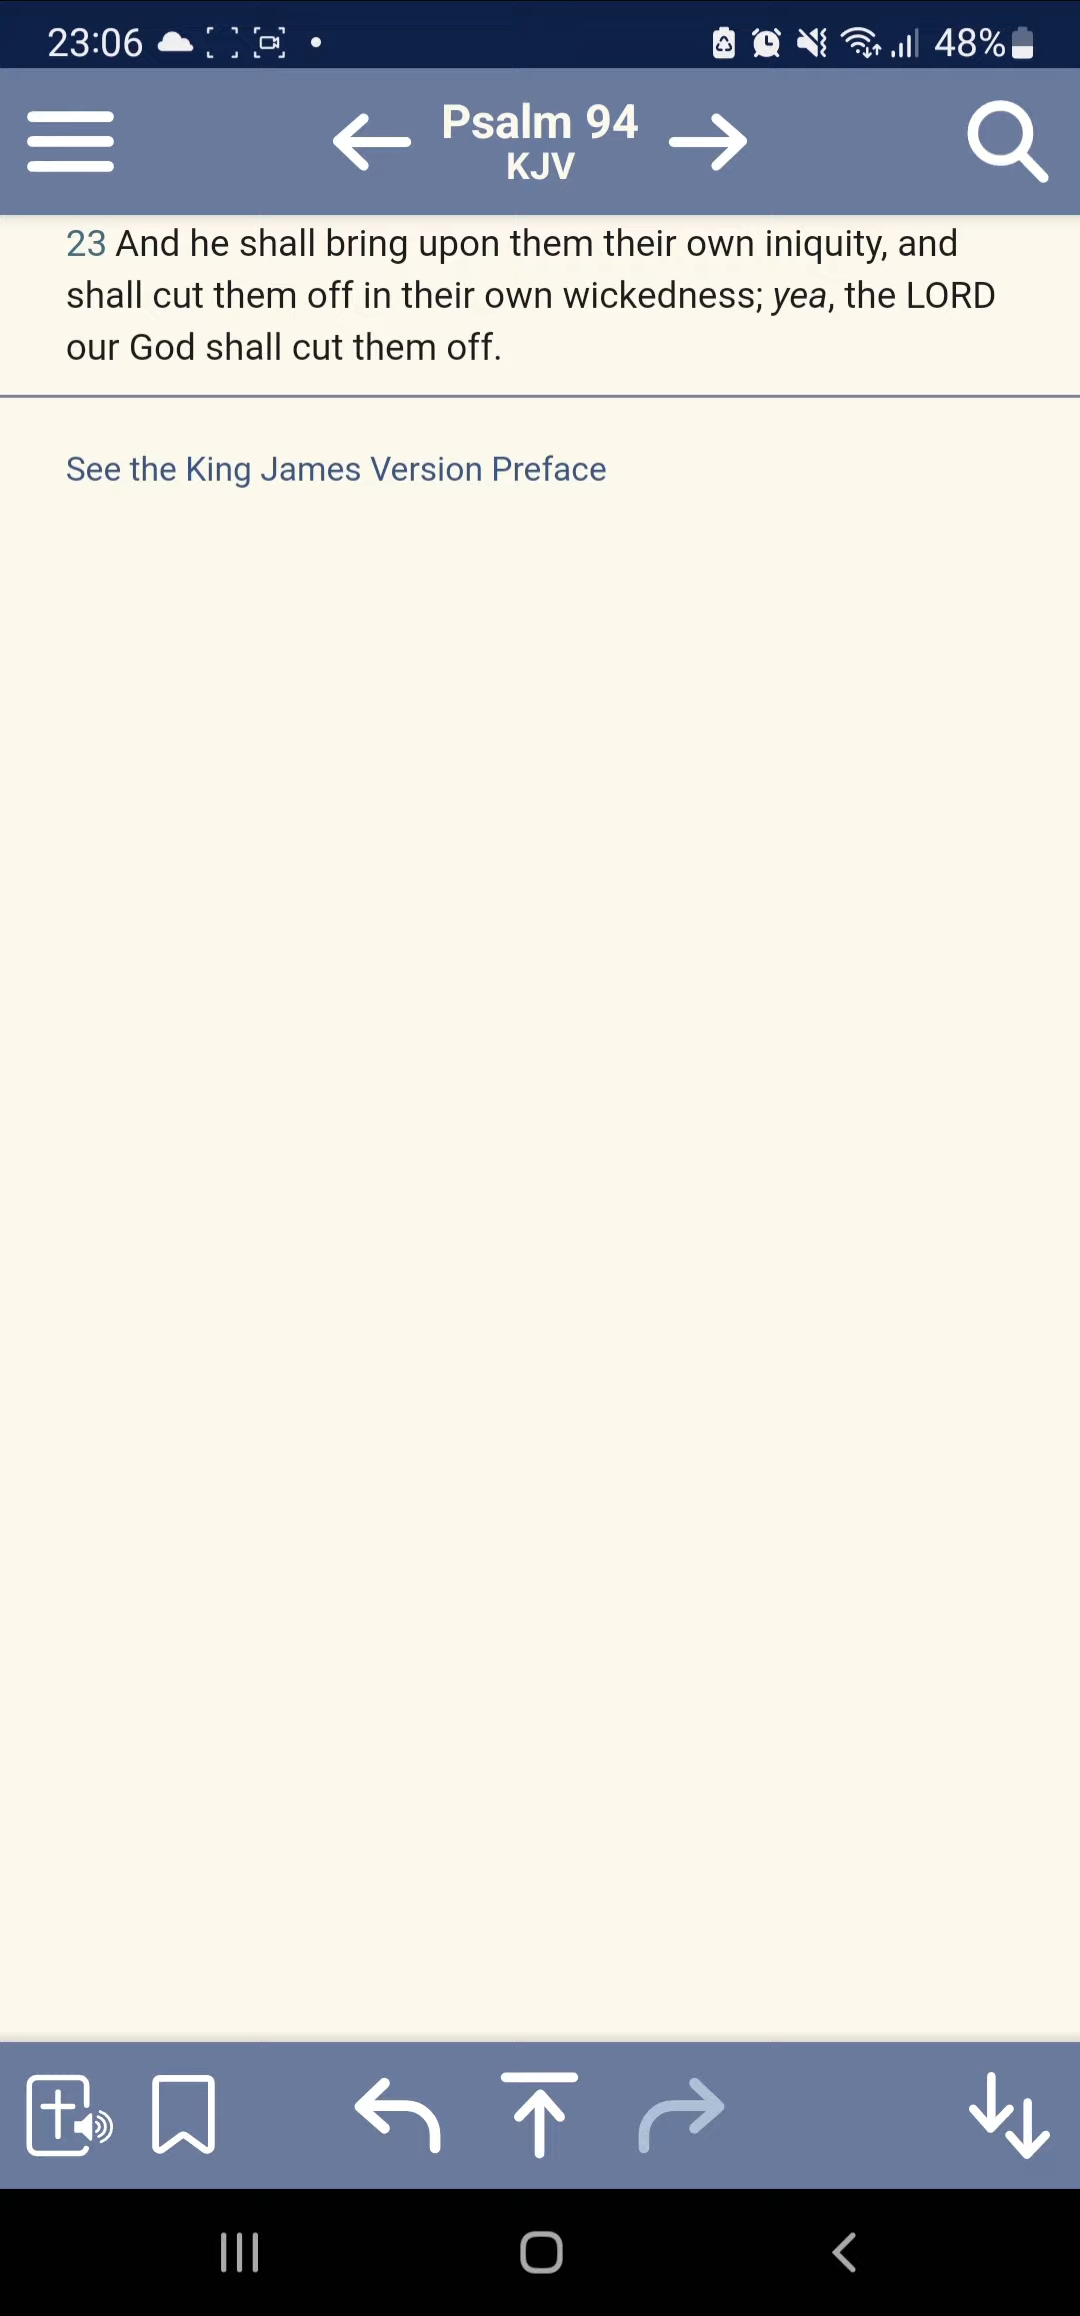 23:06
48%
Psalm 94
KJV
23 And he shall bring upon them their own iniquity, and
shall cut them off in their own wickedness; yea, the LORD
our God shall cut them off.
See the King James Version Preface